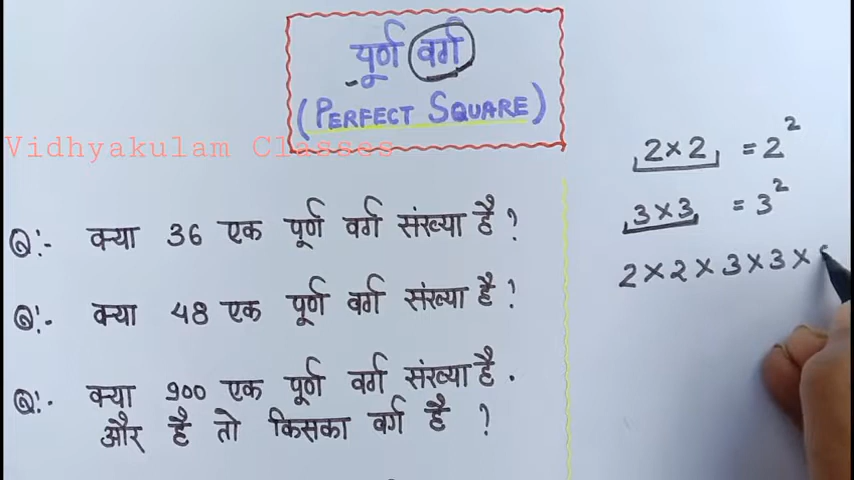 पूर्ण वर्ग
(PERFECT SQUARE)
Vidhyakulam Classes
Q:- क्या 36 एक पूर्ण वर्ग संख्या है ?
Q:- क्या 48 एक पूर्ण वर्ग संख्या है ?
Q:- क्या 900 एक पूर्ण वर्ग संख्या है .
और है तो किसका वर्ग है ?
2×2 = 2²
3×3 = 3²
2×2×3×3×